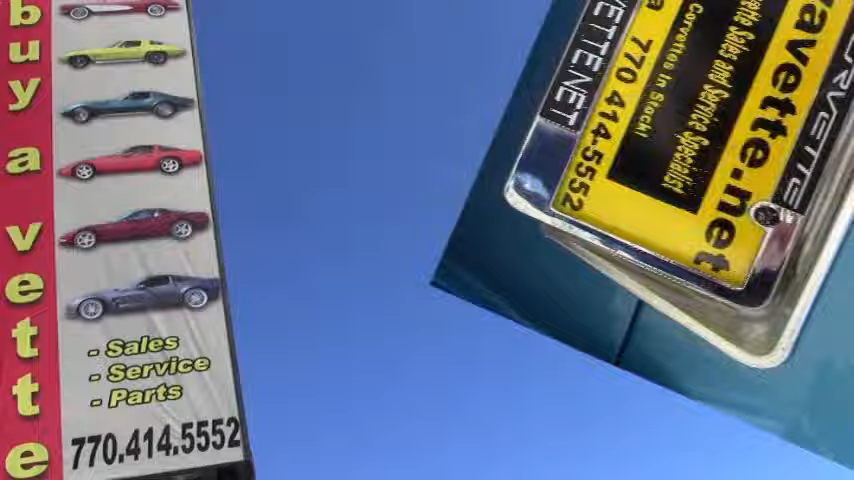 buy a vette
- Sales
- Service
- Parts
770.414.5552
VETTE.NET
770 414-5552
Corvettes In Stock!
Sales and Service Specialist
avette.net
CORVETTE